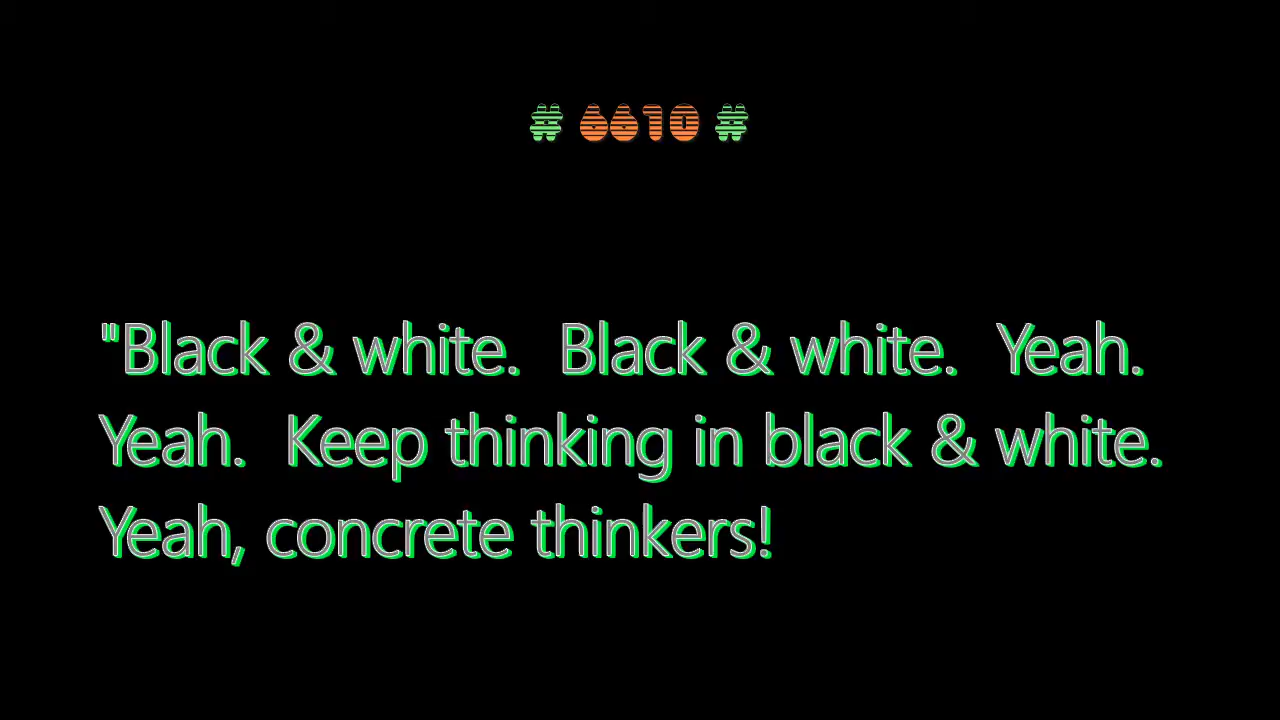 # 6610 #
"Black & white.  Black & white.  Yeah.
Yeah.  Keep thinking in black & white.
Yeah, concrete thinkers!